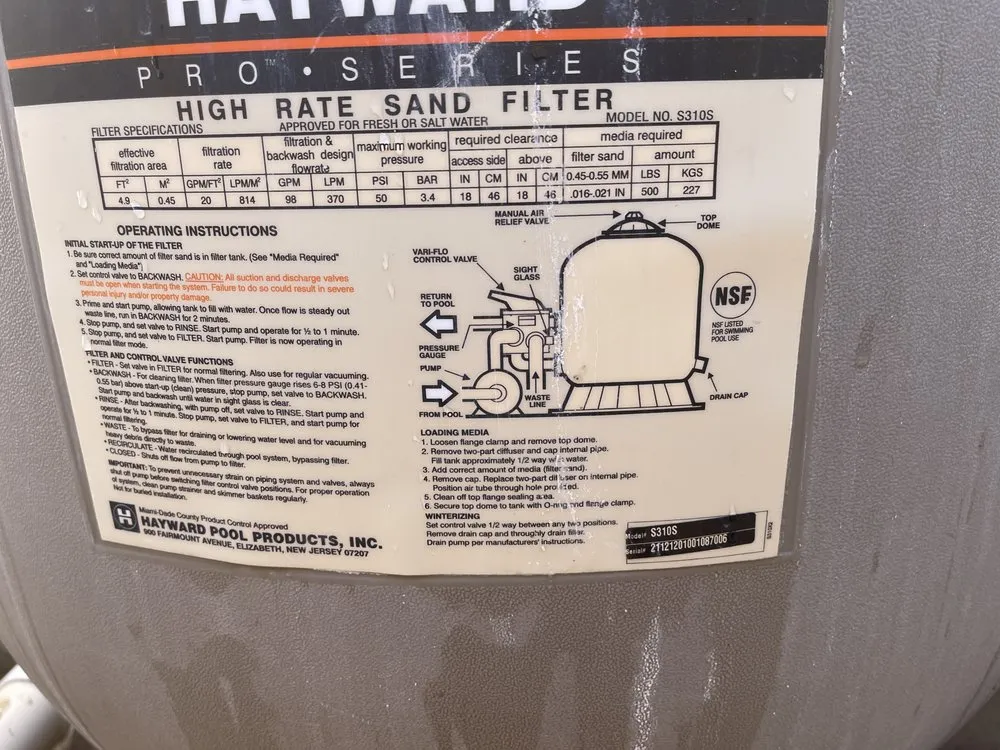 HAYWARD
PRO™ • SERIES
HIGH RATE SAND FILTER
FILTER SPECIFICATIONS
APPROVED FOR FRESH OR SALT WATER
MODEL NO. S310S
effective filtration area
filtration rate
filtration & backwash design flowrate
maximum working pressure
required clearance
media required
access side above filter sand amount
FT² M² GPM/FT² LPM/M² GPM LPM PSI BAR IN CM IN CM 0.45-0.55 MM LBS KGS
4.9 0.45 20 814 98 370 50 3.4 18 46 18 46 .016-.021 IN 500 227
OPERATING INSTRUCTIONS
INITIAL START-UP OF THE FILTER
1. Be sure correct amount of filter sand is in filter tank. (See "Media Required"
and "Loading Media")
2. Set control valve to BACKWASH. CAUTION: All suction and discharge valves
must be open when starting the system. Failure to do so could result in severe
personal injury and/or property damage.
3. Prime and start pump, allowing tank to fill with water. Once flow is steady out
waste line, run in BACKWASH for 2 minutes.
4. Stop pump, and set valve to RINSE. Start pump and operate for ½ to 1 minute.
5. Stop pump, and set valve to FILTER. Start pump. Filter is now operating in
normal filter mode.
FILTER AND CONTROL VALVE FUNCTIONS
• FILTER - Set valve in FILTER for normal filtering. Also use for regular vacuuming.
• BACKWASH - For cleaning filter. When filter pressure gauge rises 6-8 PSI (0.41-
0.55 bar) above start-up (clean) pressure, stop pump, set valve to BACKWASH.
Start pump and backwash until water in sight glass is clear.
• RINSE - After backwashing, with pump off, set valve to RINSE. Start pump and
operate for ½ to 1 minute. Stop pump, set valve to FILTER, and start pump for
normal filtering.
• WASTE - To bypass filter for draining or lowering water level and for vacuuming
heavy debris directly to waste.
• RECIRCULATE - Water recirculated through pool system, bypassing filter.
• CLOSED - Shuts off flow from pump to filter.
IMPORTANT: To prevent unnecessary strain on piping system and valves, always
shut off pump before switching filter control valve positions. For proper operation
of system, clean pump strainer and skimmer baskets regularly.
Not for buried installation.
Miami-Dade County Product Control Approved
HAYWARD POOL PRODUCTS, INC.
900 FAIRMOUNT AVENUE, ELIZABETH, NEW JERSEY 07207
MANUAL AIR
RELIEF VALVE
TOP
DOME
VARI-FLO
CONTROL VALVE
SIGHT
GLASS
RETURN
TO POOL
PRESSURE
GAUGE
PUMP
FROM POOL
WASTE
LINE
DRAIN CAP
NSF
NSF LISTED
FOR SWIMMING
POOL USE
LOADING MEDIA
1. Loosen flange clamp and remove top dome.
2. Remove two-part diffuser and cap internal pipe.
Fill tank approximately 1/2 way with water.
3. Add correct amount of media (filter sand).
4. Remove cap. Replace two-part diffuser on internal pipe.
Position air tube through hole provided.
5. Clean off top flange sealing area.
6. Secure top dome to tank with O-ring and flange clamp.
WINTERIZING
Set control valve 1/2 way between any two positions.
Remove drain cap and throughly drain filter.
Drain pump per manufacturers' instructions.
Model# S310S
Serial# 21121201001087006